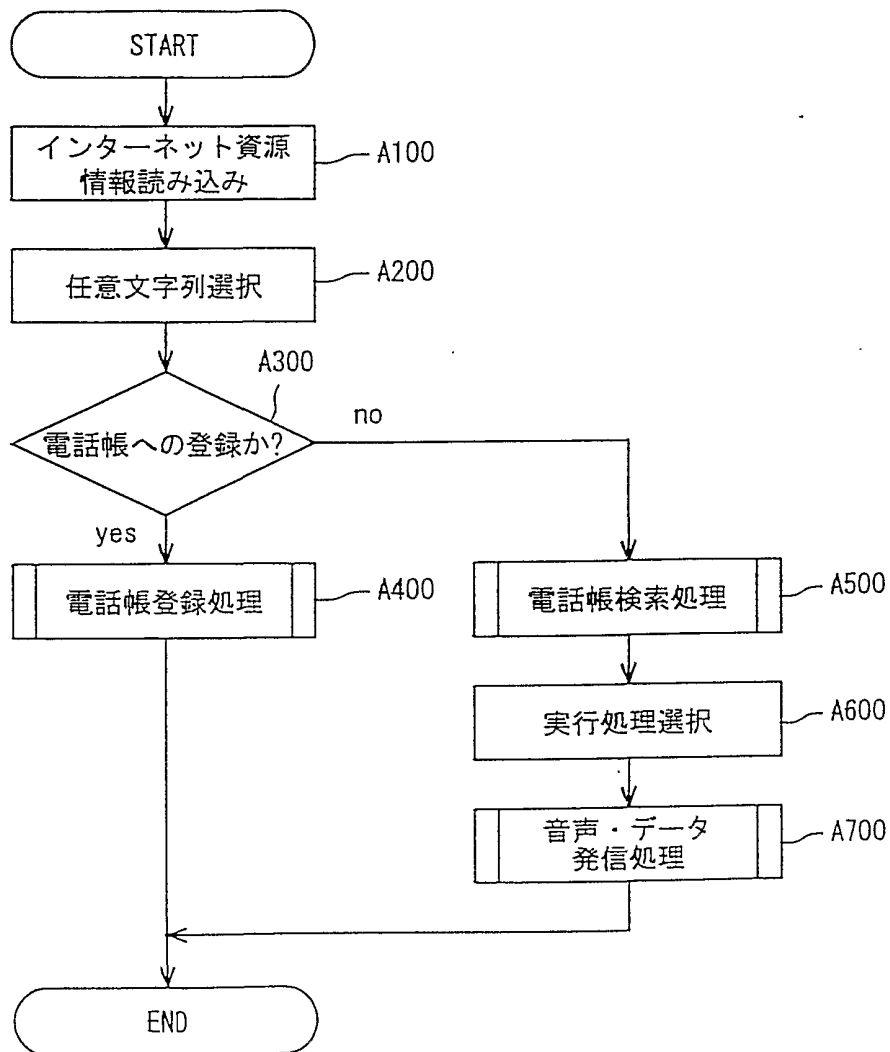 START
インターネット資源
情報読み込み
A100
任意文字列選択
A200
A300
電話帳への登録か?
no
yes
電話帳登録処理
A400
電話帳検索処理
A500
実行処理選択
A600
音声・データ
発信処理
A700
END